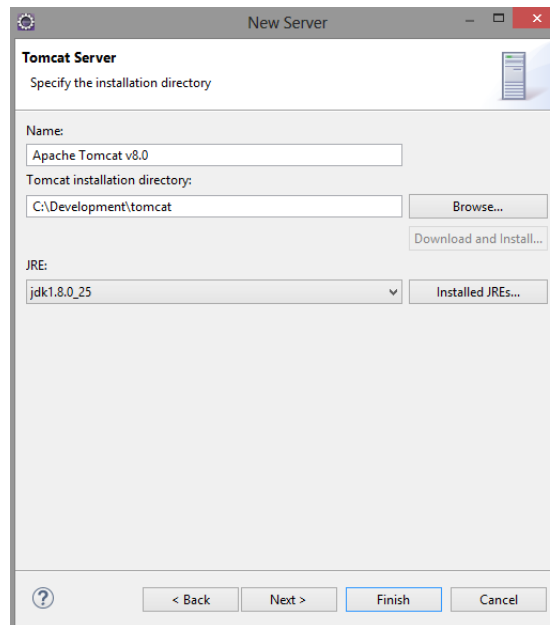 New Server
Tomcat Server
Specify the installation directory
Name:
Apache Tomcat v8.0
Tomcat installation directory:
C:\Development\tomcat
Browse...
Download and Install...
JRE:
jdk1.8.0_25
Installed JREs...
?
< Back
Next >
Finish
Cancel